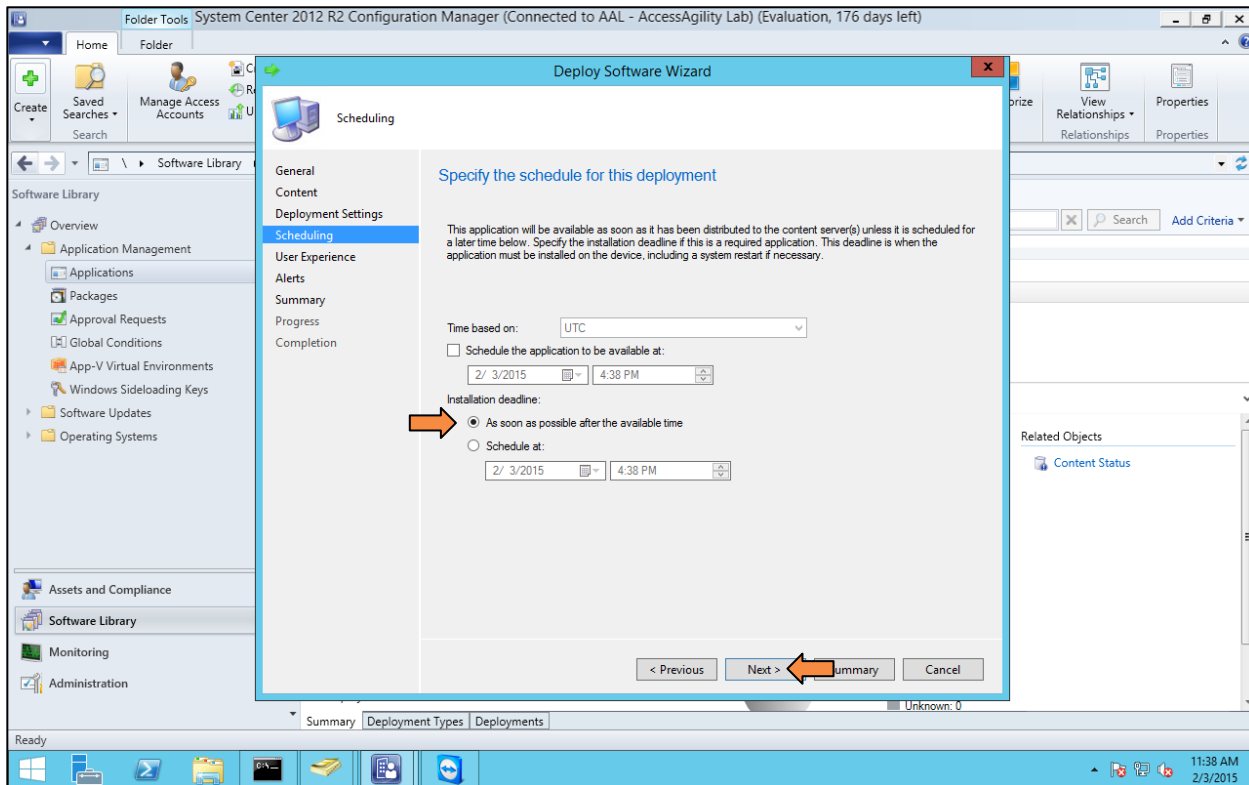 Folder Tools System Center 2012 R2 Configuration Manager (Connected to AAL - AccessAgility Lab) (Evaluation, 176 days left)
Home Folder
Create
Saved Searches
Search
Manage Access Accounts
View Relationships
Relationships
Properties
Properties
\ Software Library
Software Library
Overview
Application Management
Applications
Packages
Approval Requests
Global Conditions
App-V Virtual Environments
Windows Sideloading Keys
Software Updates
Operating Systems
Assets and Compliance
Software Library
Monitoring
Administration
Deploy Software Wizard
x
Scheduling
General
Content
Deployment Settings
Scheduling
User Experience
Alerts
Summary
Progress
Completion
Specify the schedule for this deployment
This application will be available as soon as it has been distributed to the content server(s) unless it is scheduled for
a later time below. Specify the installation deadline if this is a required application. This deadline is when the
application must be installed on the device, including a system restart if necessary.
Time based on: UTC
Schedule the application to be available at:
2/ 3/2015 4:38 PM
Installation deadline:
As soon as possible after the available time
Schedule at:
2/ 3/2015 4:38 PM
< Previous Next > ummary Cancel
Search Add Criteria
Related Objects
Content Status
Unknown: 0
Summary Deployment Types Deployments
Ready
11:38 AM
2/3/2015